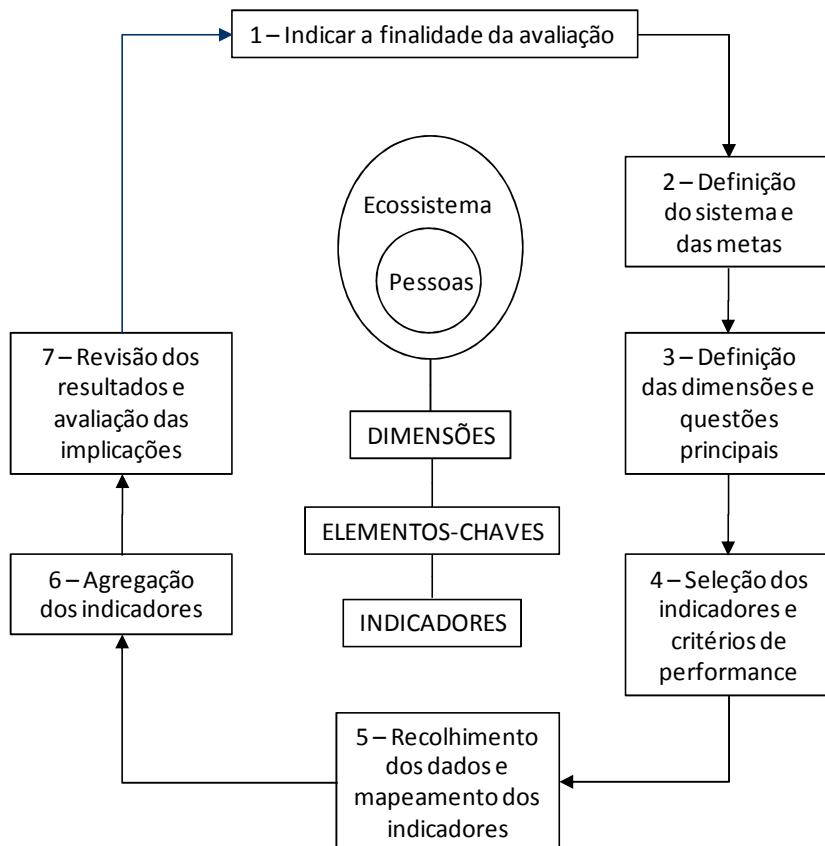 1 – Indicar a finalidade da avaliação
2 – Definição
do sistema e
das metas
3 – Definição
das dimensões e
questões
principais
4 – Seleção dos
indicadores e
critérios de
performance
5 – Recolhimento
dos dados e
mapeamento dos
indicadores
6 – Agregação
dos indicadores
7 – Revisão dos
resultados e
avaliação das
implicações
Ecossistema
Pessoas
DIMENSÕES
ELEMENTOS-CHAVES
INDICADORES